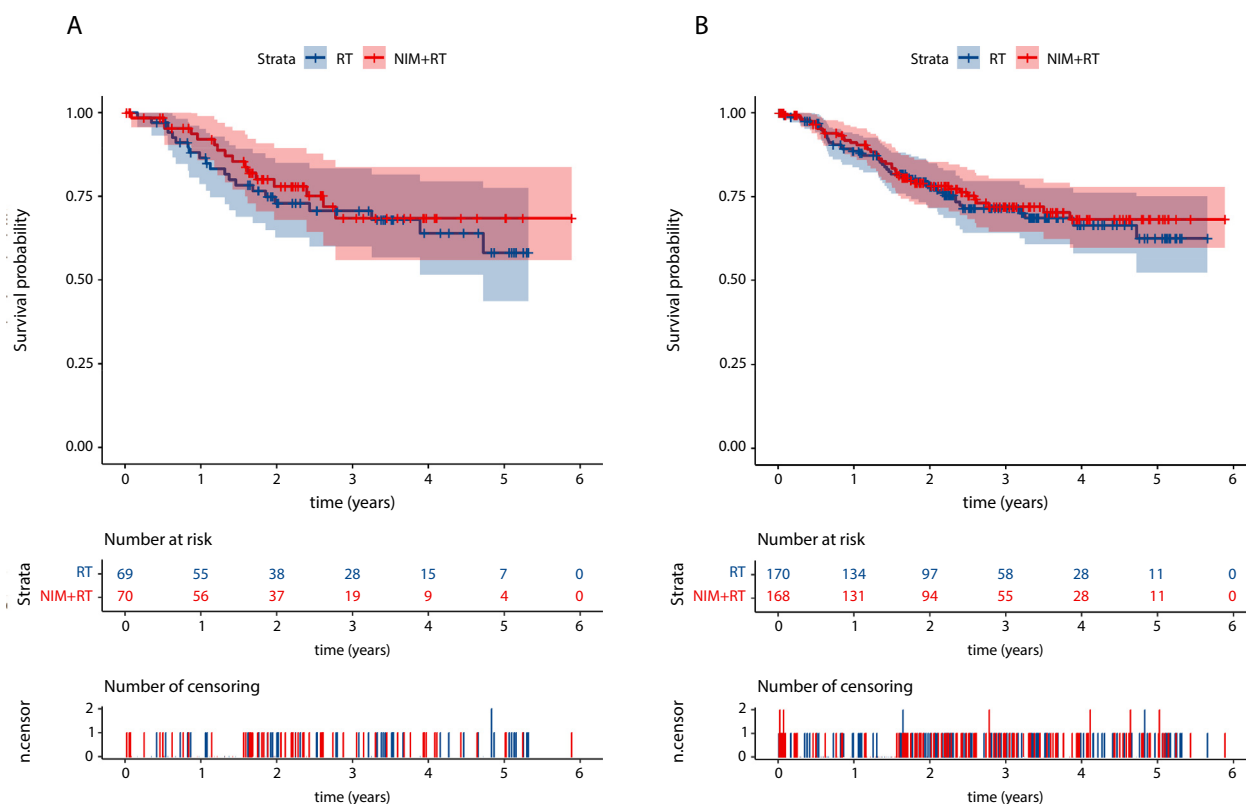 A
Strata RT NIM+RT
Survival probability
1.00
0.75
0.50
0.25
0.00
0 1 2 3 4 5 6
time (years)
Number at risk
Strata
RT 69 55 38 28 15 7 0
NIM+RT 70 56 37 19 9 4 0
0 1 2 3 4 5 6
time (years)
Number of censoring
n.censor
2
1
0
0 1 2 3 4 5 6
time (years)
B
Strata RT NIM+RT
Survival probability
1.00
0.75
0.50
0.25
0.00
0 1 2 3 4 5 6
time (years)
Number at risk
Strata
RT 170 134 97 58 28 11 0
NIM+RT 168 131 94 55 28 11 0
0 1 2 3 4 5 6
time (years)
Number of censoring
n.censor
2
1
0
0 1 2 3 4 5 6
time (years)